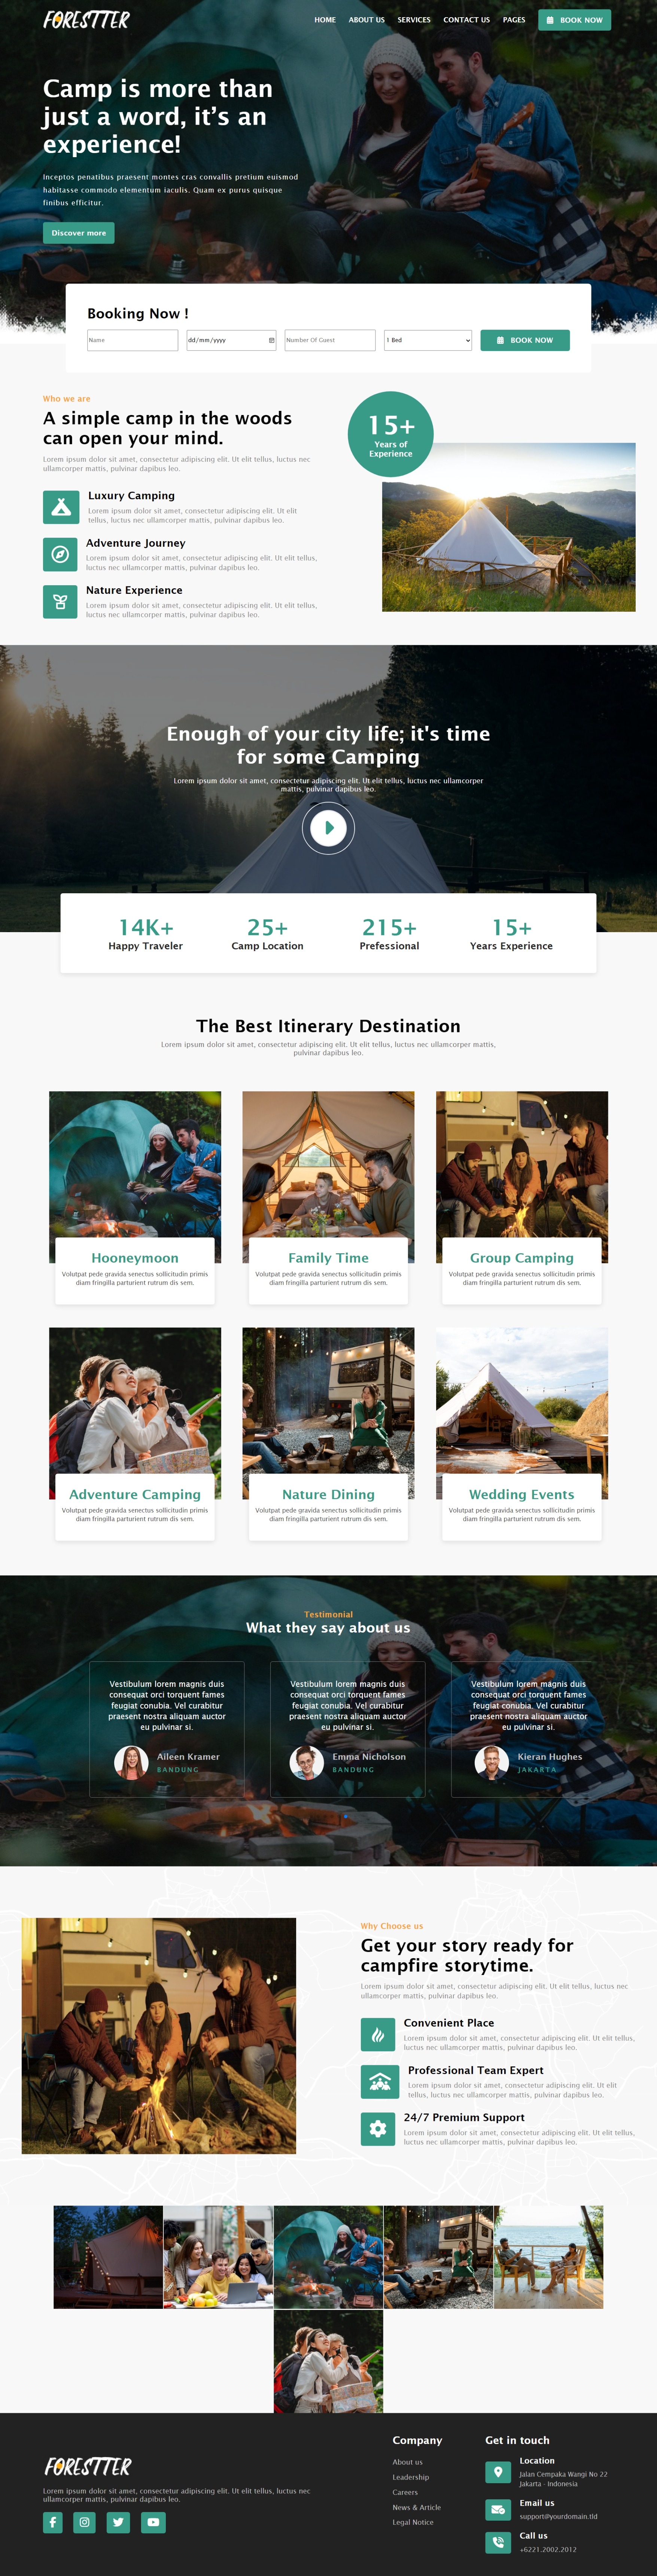 FORESTTER
HOME ABOUT US SERVICES CONTACT US PAGES BOOK NOW
Camp is more than
just a word, it's an
experience!
Inceptos penatibus praesent montes cras convallis pretium euismod
habitasse commodo elementum iaculis. Quam ex purus quisque
finibus efficitur.
Discover more
Booking Now !
Name dd/mm/yyyy Number Of Guest 1 Bed BOOK NOW
Who we are
A simple camp in the woods
can open your mind.
Lorem ipsum dolor sit amet, consectetur adipiscing elit. Ut elit tellus, luctus nec
ullamcorper mattis, pulvinar dapibus leo.
Luxury Camping
Lorem ipsum dolor sit amet, consectetur adipiscing elit. Ut elit
tellus, luctus nec ullamcorper mattis, pulvinar dapibus leo.
Adventure Journey
Lorem ipsum dolor sit amet, consectetur adipiscing elit. Ut elit tellus,
luctus nec ullamcorper mattis, pulvinar dapibus leo.
Nature Experience
Lorem ipsum dolor sit amet, consectetur adipiscing elit. Ut elit tellus,
luctus nec ullamcorper mattis, pulvinar dapibus leo.
15+
Years of
Experience
Enough of your city life; it's time
for some Camping
Lorem ipsum dolor sit amet, consectetur adipiscing elit. Ut elit tellus, luctus nec ullamcorper
mattis, pulvinar dapibus leo.
14K+
Happy Traveler
25+
Camp Location
215+
Prefessional
15+
Years Experience
The Best Itinerary Destination
Lorem ipsum dolor sit amet, consectetur adipiscing elit. Ut elit tellus, luctus nec ullamcorper mattis,
pulvinar dapibus leo.
Hooneymoon
Volutpat pede gravida senectus sollicitudin primis
diam fringilla parturient rutrum dis sem.
Family Time
Volutpat pede gravida senectus sollicitudin primis
diam fringilla parturient rutrum dis sem.
Group Camping
Volutpat pede gravida senectus sollicitudin primis
diam fringilla parturient rutrum dis sem.
Adventure Camping
Volutpat pede gravida senectus sollicitudin primis
diam fringilla parturient rutrum dis sem.
Nature Dining
Volutpat pede gravida senectus sollicitudin primis
diam fringilla parturient rutrum dis sem.
Wedding Events
Volutpat pede gravida senectus sollicitudin primis
diam fringilla parturient rutrum dis sem.
Testimonial
What they say about us
Vestibulum lorem magnis duis
consequat orci torquent fames
feugiat conubia. Vel curabitur
praesent nostra aliquam auctor
eu pulvinar si.
Aileen Kramer
BANDUNG
Vestibulum lorem magnis duis
consequat orci torquent fames
feugiat conubia. Vel curabitur
praesent nostra aliquam auctor
eu pulvinar si.
Emma Nicholson
BANDUNG
Vestibulum lorem magnis duis
consequat orci torquent fames
feugiat conubia. Vel curabitur
praesent nostra aliquam auctor
eu pulvinar si.
Kieran Hughes
JAKARTA
Why Choose us
Get your story ready for
campfire storytime.
Lorem ipsum dolor sit amet, consectetur adipiscing elit. Ut elit tellus, luctus nec
ullamcorper mattis, pulvinar dapibus leo.
Convenient Place
Lorem ipsum dolor sit amet, consectetur adipiscing elit. Ut elit tellus,
luctus nec ullamcorper mattis, pulvinar dapibus leo.
Professional Team Expert
Lorem ipsum dolor sit amet, consectetur adipiscing elit. Ut elit
tellus, luctus nec ullamcorper mattis, pulvinar dapibus leo.
24/7 Premium Support
Lorem ipsum dolor sit amet, consectetur adipiscing elit. Ut elit tellus,
luctus nec ullamcorper mattis, pulvinar dapibus leo.
FORESTTER
Lorem ipsum dolor sit amet, consectetur adipiscing elit. Ut elit tellus, luctus nec ullamcorper mattis,
pulvinar dapibus leo.
Company
About us
Leadership
Careers
News & Article
Legal Notice
Get in touch
Location
Jalan Cempaka Wangi No 22
Jakarta - Indonesia
Email us
support@yourdomain.tld
Call us
+6221.2002.2012